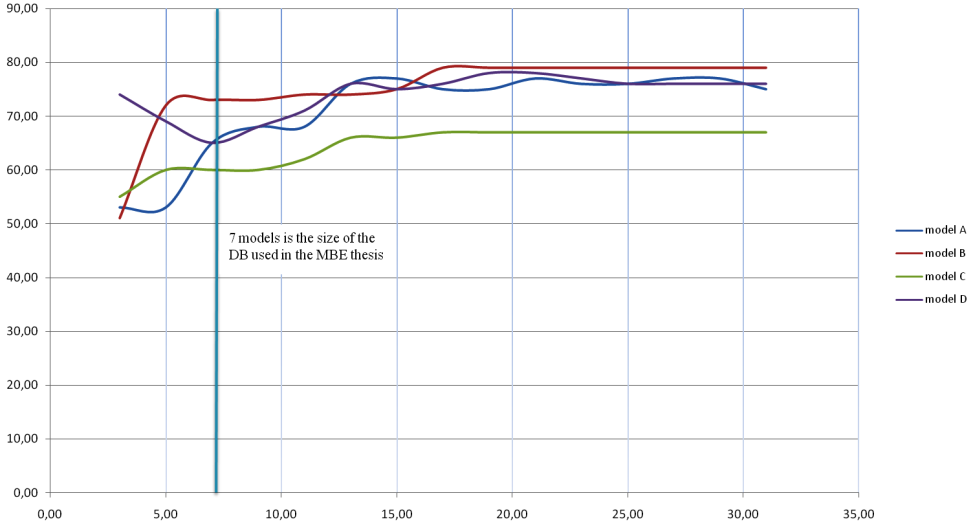 90,00
80,00
70,00
60,00
50,00
7 models is the size of the
DB used in the MBE thesis
model A
model B
model C
model D
40,00
30,00
20,00
10,00
0,00
0,00 5,00 10,00 15,00 20,00 25,00 30,00 35,00